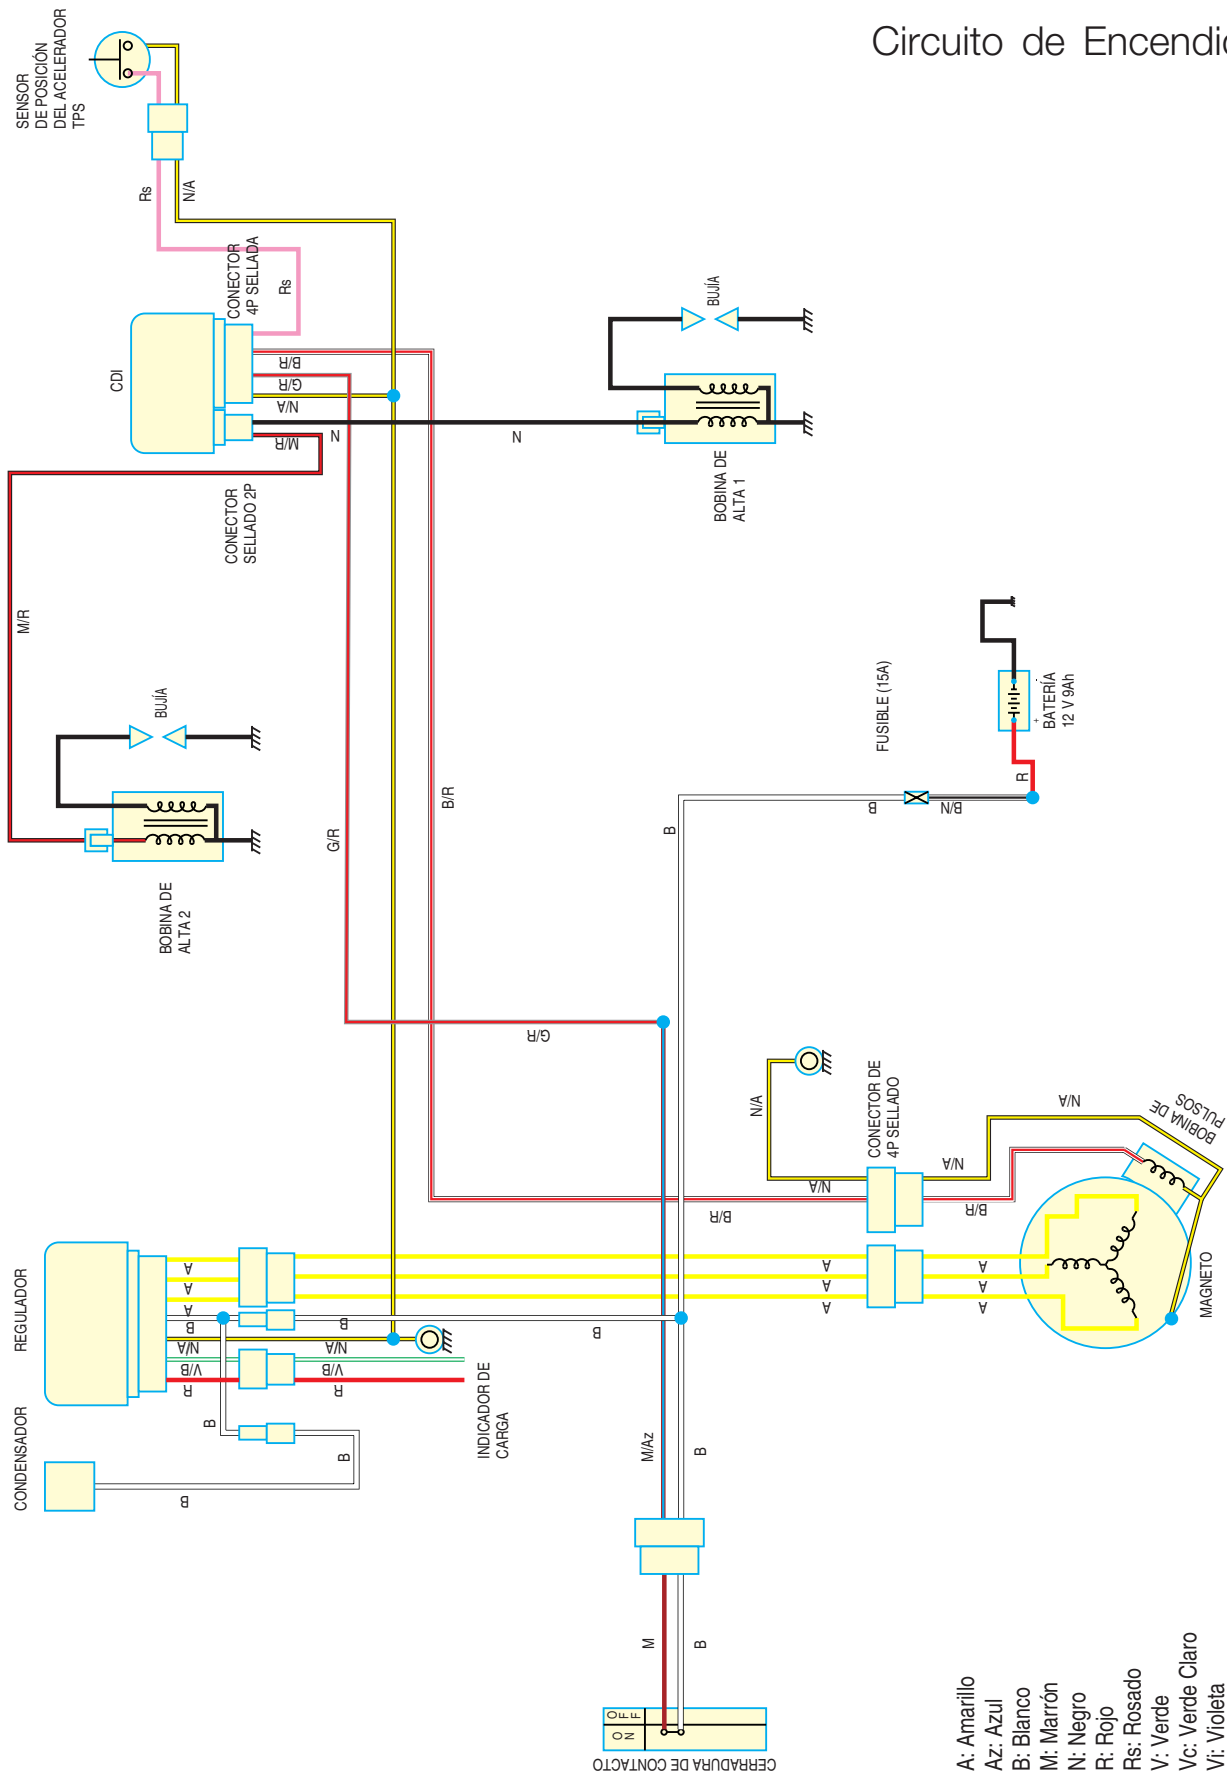 Circuito de Encendid
SENSOR
DE POSICIÓN
DEL ACELERADOR
TPS
Rs
N/A
CONECTOR
4P SELLADA
Rs
CDI
B/R
G/R
N/A
N
M/R
CONECTOR
SELLADO 2P
N
BUJÍA
BOBINA DE
ALTA 1
M/R
BUJÍA
BOBINA DE
ALTA 2
G/R
B/R
G/R
FUSIBLE (15A)
BATERÍA
12 V 9Ah
+
-
R
B/N
B
B
N/A
CONECTOR DE
4P SELLADO
N/A
N/A
N/A
BOBINA DE
PULSOS
B/R
B/R
MAGNETO
A
A
A
A
A
A
REGULADOR
A
A
A
B
N/A
V/B
R
B
N/A
V/B
R
B
INDICADOR DE
CARGA
CONDENSADOR
B
B
B
M/Az
B
M
B
ON
OFF
CERRADURA DE CONTACTO
A: Amarillo
Az: Azul
B: Blanco
M: Marrón
N: Negro
R: Rojo
Rs: Rosado
V: Verde
Vc: Verde Claro
Vi: Violeta